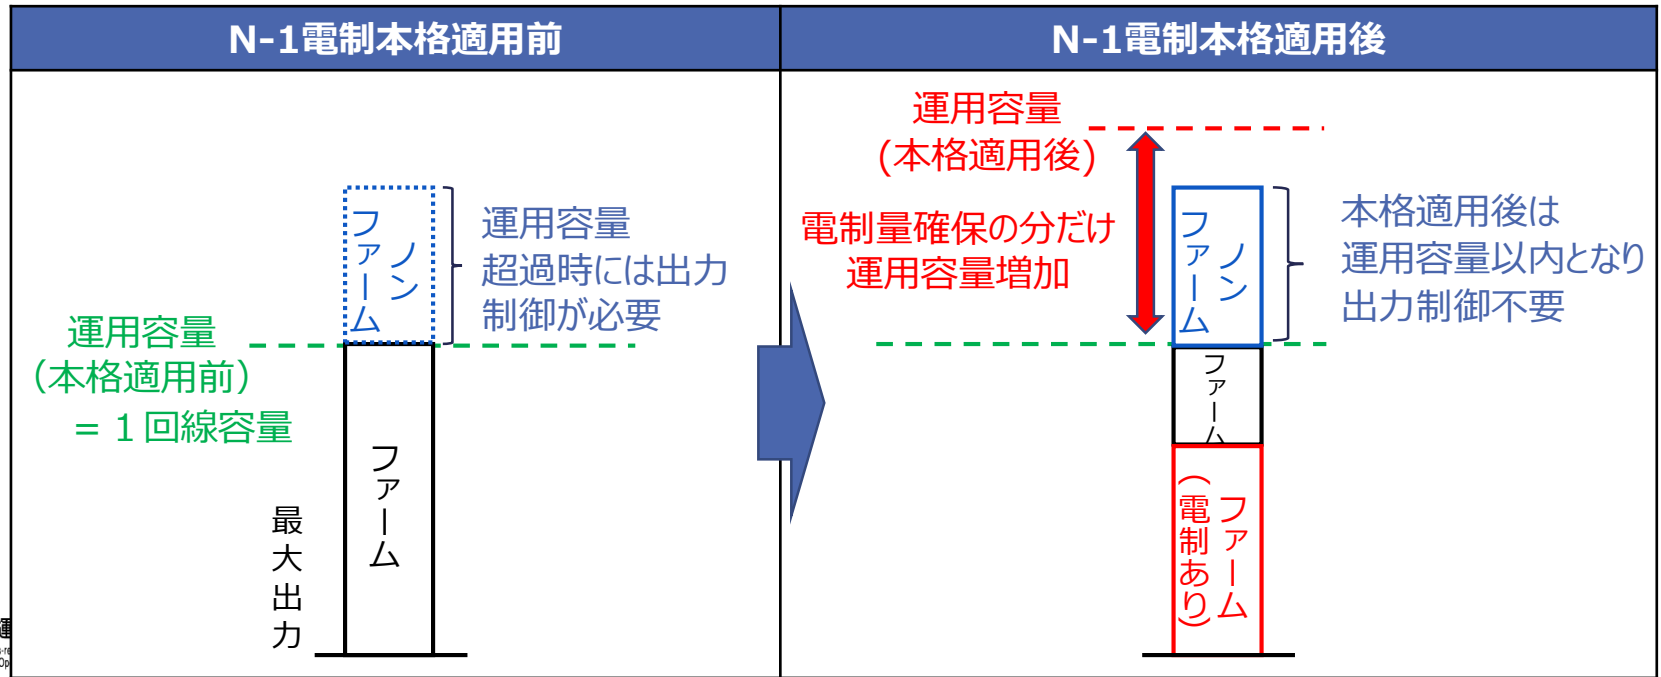 N-1電制本格適用前
N-1電制本格適用後
ノン
ファーム
運用容量
超過時には出力
制御が必要
運用容量
(本格適用前)
= 1回線容量
ファーム
最大出力
運用容量
(本格適用後)
電制量確保の分だけ
運用容量増加
ノン
ファーム
本格適用後は
運用容量以内となり
出力制御不要
ファーム
ファーム
(電制あり)